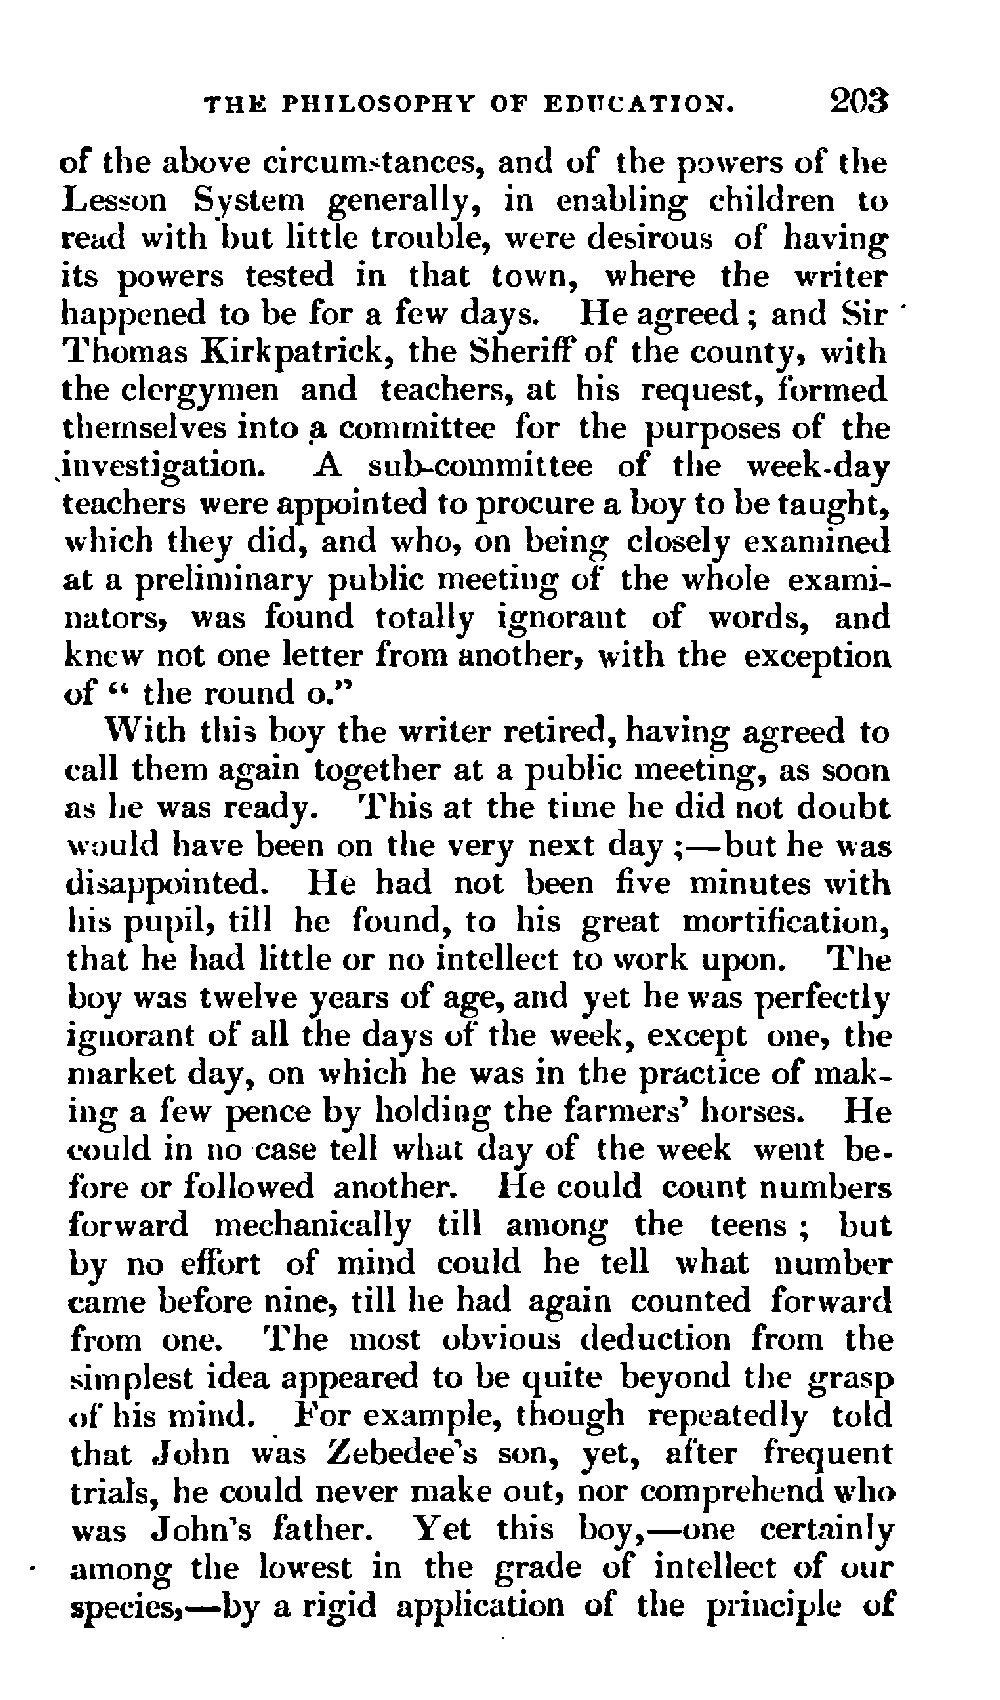 THE PHILOSOPHY OF EDUCATION. 203
of the above circumstances, and of the powers of the
Lesson System generally, in enabling children to
read with but little trouble, were desirous of having
its powers tested in that town, where the writer
happened to be for a few days. He agreed ; and Sir
Thomas Kirkpatrick, the Sheriff of the county, with
the clergymen and teachers, at his request, formed
themselves into a committee for the purposes of the
investigation. A sub-committee of the week-day
teachers were appointed to procure a boy to be taught,
which they did, and who, on being closely examined
at a preliminary public meeting of the whole exami-
nators, was found totally ignorant of words, and
knew not one letter from another, with the exception
of “ the round o.”
With this boy the writer retired, having agreed to
call them again together at a public meeting, as soon
as he was ready. This at the time he did not doubt
would have been on the very next day ;—but he was
disappointed. He had not been five minutes with
his pupil, till he found, to his great mortification,
that he had little or no intellect to work upon. The
boy was twelve years of age, and yet he was perfectly
ignorant of all the days of the week, except one, the
market day, on which he was in the practice of mak-
ing a few pence by holding the farmers’ horses. He
could in no case tell what day of the week went be-
fore or followed another. He could count numbers
forward mechanically till among the teens ; but
by no effort of mind could he tell what number
came before nine, till he had again counted forward
from one. The most obvious deduction from the
simplest idea appeared to be quite beyond the grasp
of his mind. For example, though repeatedly told
that John was Zebedee’s son, yet, after frequent
trials, he could never make out, nor comprehend who
was John’s father. Yet this boy,—one certainly
among the lowest in the grade of intellect of our
species,—by a rigid application of the principle of